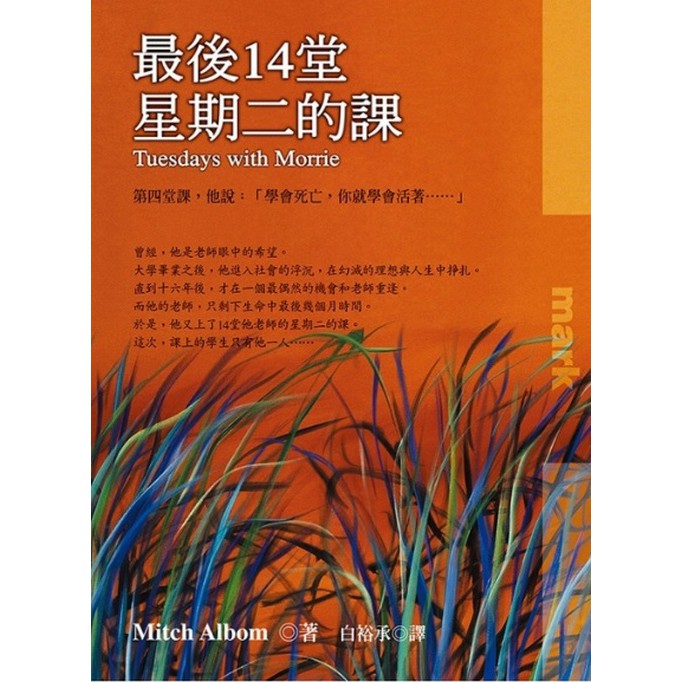 最後14堂
星期二的課
Tuesdays with Morrie
第四堂課，他說：「學會死亡，你就學會活著⋯⋯」
曾經，他是老師眼中的希望。
大學畢業之後，他進入社會的浮沉，在幻滅的理想與人生中掙扎。
直到十六年後，才在一個最偶然的機會和老師重逢。
而他的老師，只剩下生命中最後幾個月時間。
於是，他又上了14堂他老師的星期二的課。
這次，課上的學生只有他一人⋯⋯
mark
Mitch Albom ◎著 白裕承◎譯